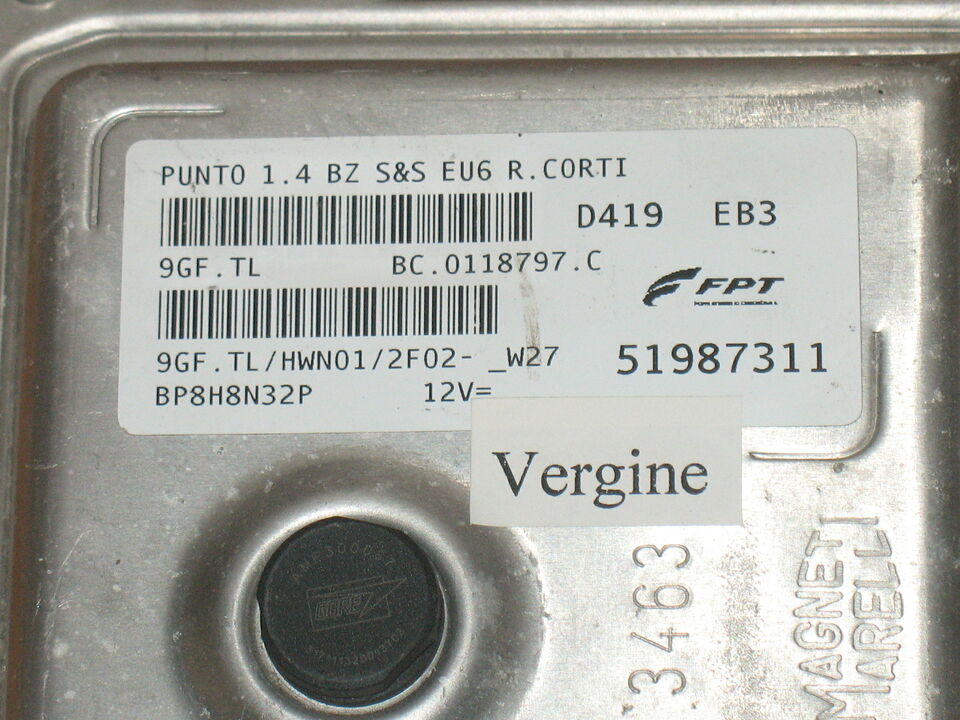 PUNTO 1.4 BZ S&S EU6 R.CORTI
D419 EB3
9GF.TL BC.0118797.C
FPT
9GF.TL/HWN01/2F02- _W27
51987311
BP8H8N32P 12V=
Vergine
GORE
3463
MAGNETI
MARELLI